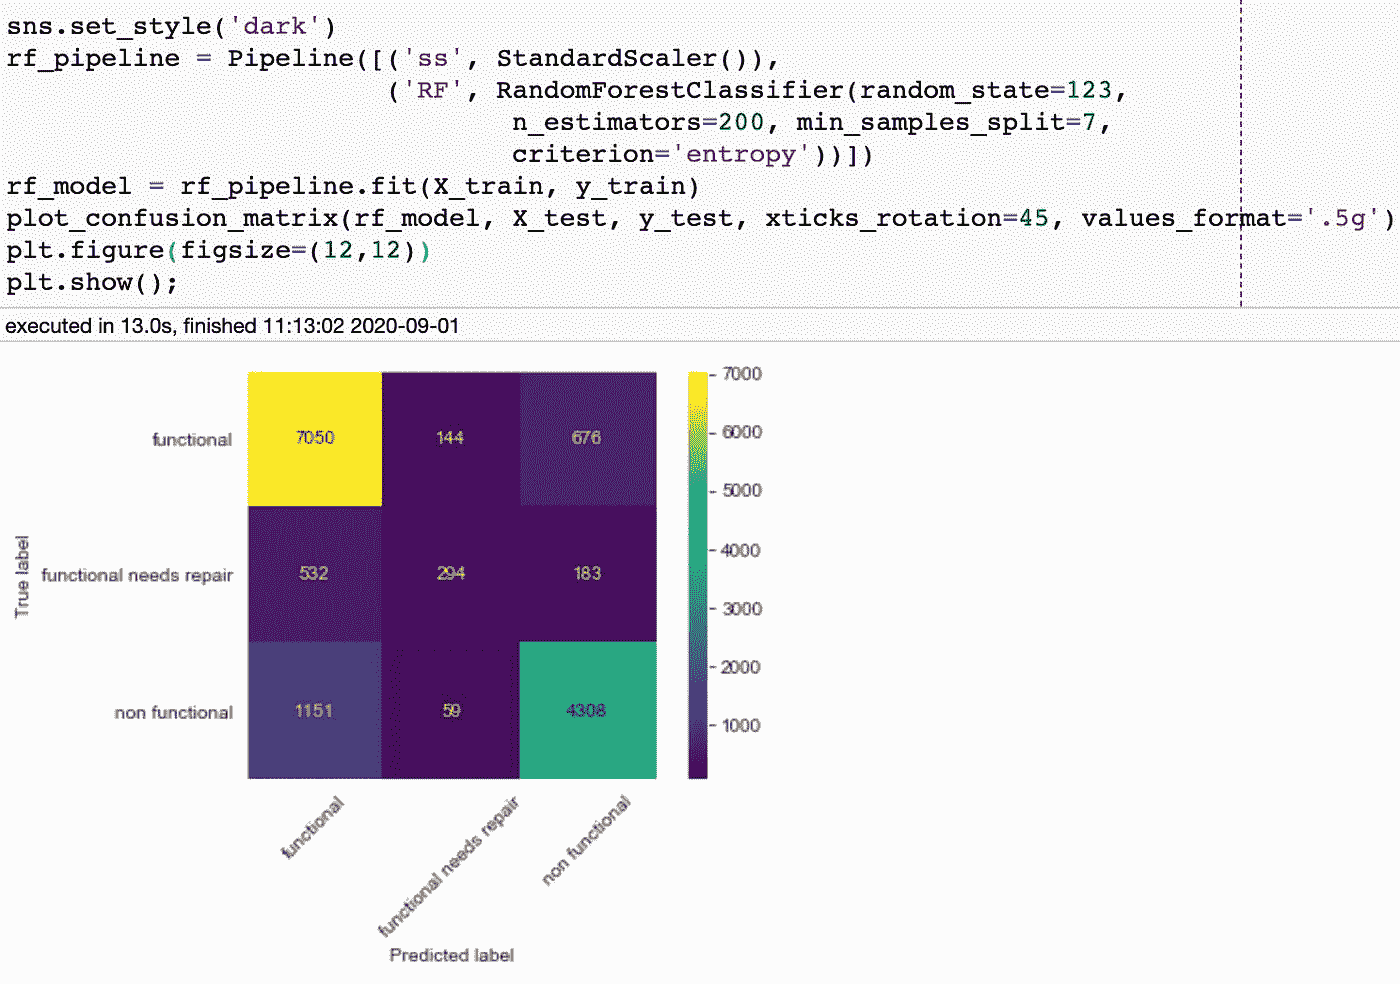 sns.set_style('dark')
rf_pipeline = Pipeline([('ss', StandardScaler()),
('RF', RandomForestClassifier(random_state=123,
n_estimators=200, min_samples_split=7,
criterion='entropy'))])
rf_model = rf_pipeline.fit(X_train, y_train)
plot_confusion_matrix(rf_model, X_test, y_test, xticks_rotation=45, values_format='.5g')
plt.figure(figsize=(12,12))
plt.show();
executed in 13.0s, finished 11:13:02 2020-09-01
7000
functional 7050 144 676
6000
5000
4000
True label
functional needs repair 532 294 183
3000
2000
non functional 1151 59 4308
1000
functional
functional needs repair
non functional
Predicted label